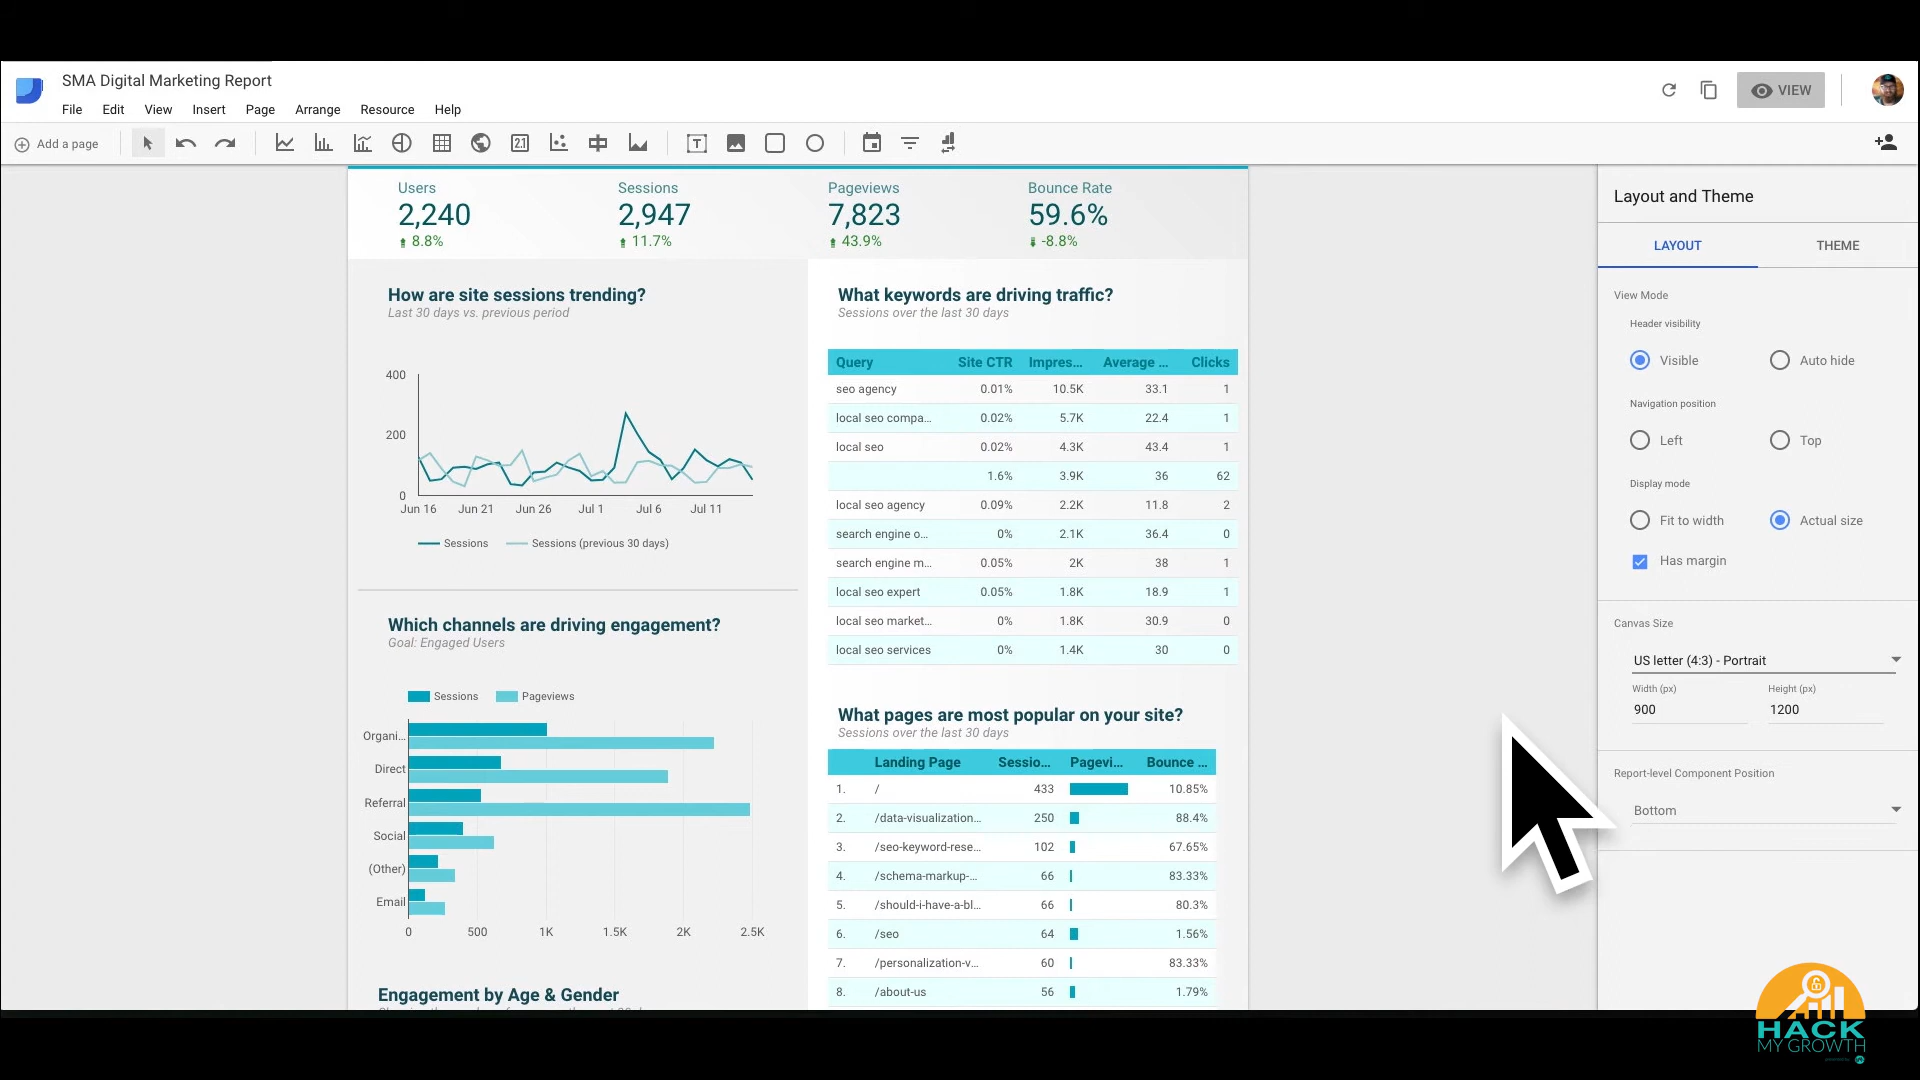 SMA Digital Marketing Report
File Edit View Insert Page Arrange Resource Help
VIEW
Add a page
Users Sessions Pageviews Bounce Rate
2,240 2,947 7,823 59.6%
8.8% 11.7% 43.9% -8.8%
How are site sessions trending?
Last 30 days vs. previous period
400
200
0
Jun 16 Jun 21 Jun 26 Jul 1 Jul 6 Jul 11
Sessions Sessions (previous 30 days)
Which channels are driving engagement?
Goal: Engaged Users
Sessions Pageviews
Organi...
Direct
Referral
Social
(Other)
Email
0 500 1K 1.5K 2K 2.5K
Engagement by Age & Gender
What keywords are driving traffic?
Sessions over the last 30 days
Query Site CTR Impres... Average ... Clicks
seo agency 0.01% 10.5K 33.1 1
local seo compa... 0.02% 5.7K 22.4 1
local seo 0.02% 4.3K 43.4 1
1.6% 3.9K 36 62
local seo agency 0.09% 2.2K 11.8 2
search engine o... 0% 2.1K 36.4 0
search engine m... 0.05% 2K 38 1
local seo expert 0.05% 1.8K 18.9 1
local seo market... 0% 1.8K 30.9 0
local seo services 0% 1.4K 30 0
What pages are most popular on your site?
Sessions over the last 30 days
Landing Page Sessio... Pagevi... Bounce ...
1. / 433 10.85%
2. /data-visualization... 250 88.4%
3. /seo-keyword-rese... 102 67.65%
4. /schema-markup-... 66 83.33%
5. /should-i-have-a-bl... 66 80.3%
6. /seo 64 1.56%
7. /personalization-v... 60 83.33%
8. /about-us 56 1.79%
Layout and Theme
LAYOUT THEME
View Mode
Header visibility
Visible Auto hide
Navigation position
Left Top
Display mode
Fit to width Actual size
Has margin
Canvas Size
US letter (4:3) - Portrait
Width (px) Height (px)
900 1200
Report-level Component Position
Bottom
HACK
MY GROWTH